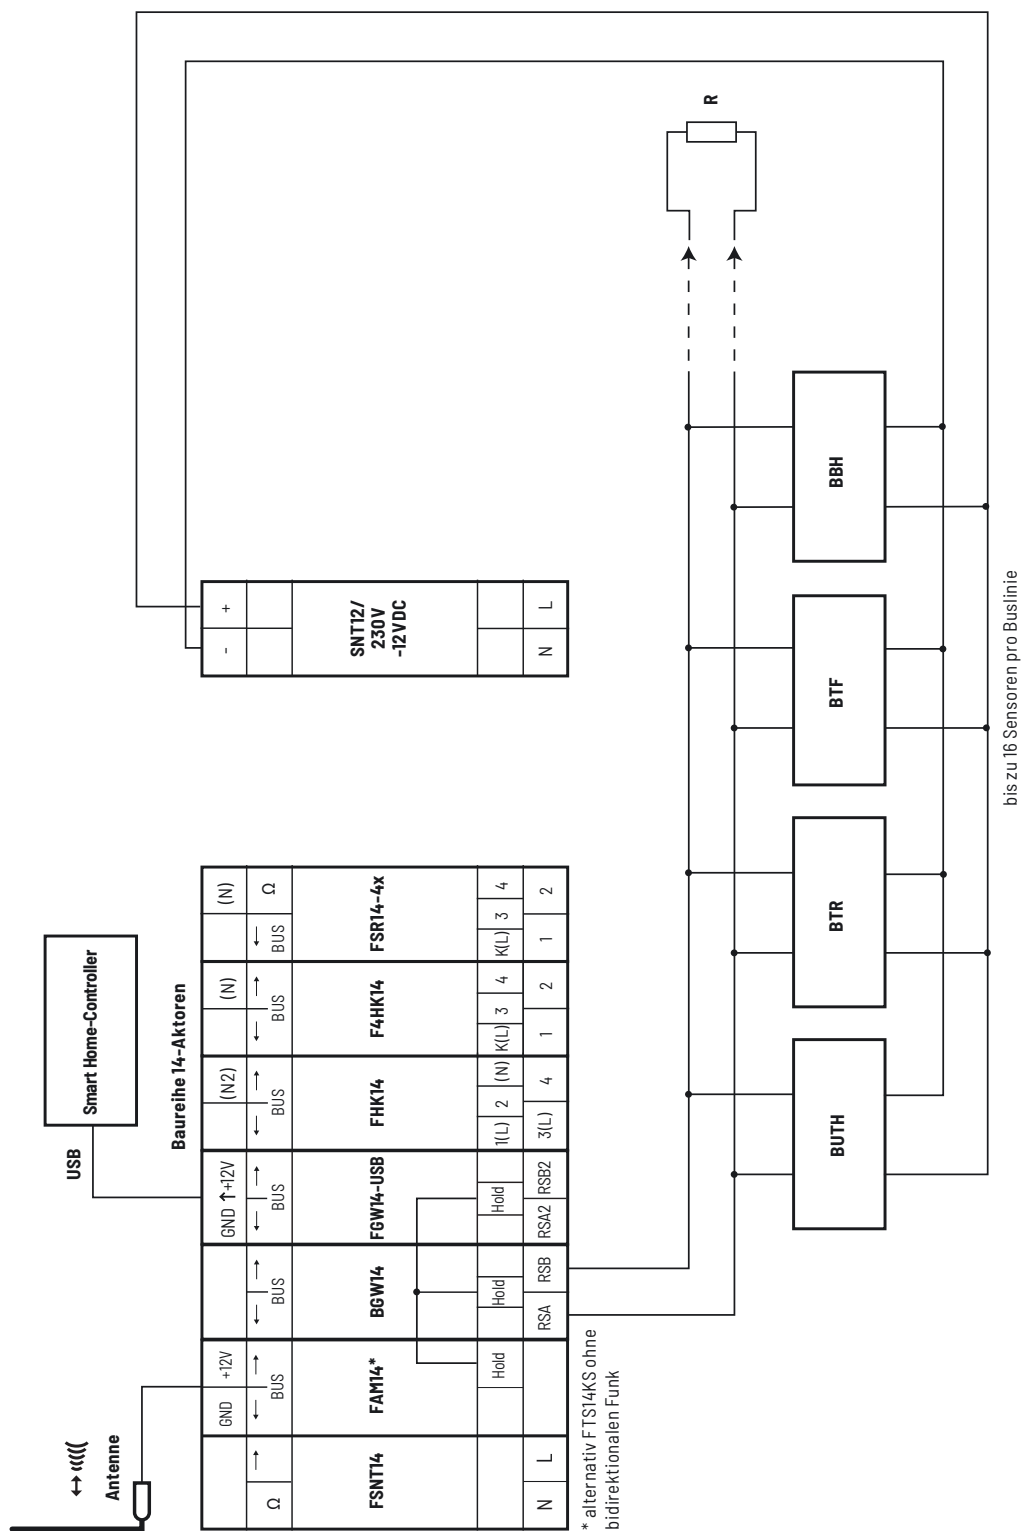 Antenne
USB
Smart Home-Controller
Baureihe 14-Aktoren
GND +12V
GND ↑+12V
(N2)
(N)
(N)
- +
Ω →
← → BUS
← → BUS
← → BUS
← → BUS
← → BUS
← BUS Ω
FSNT14
FAM14*
BGW14
FGW14-USB
FHK14
F4HK14
FSR14-4x
SNT12/
230V
-12VDC
Hold
Hold
Hold
1(L) 2 (N)
K(L) 3 4
K(L) 3 4
N L
RSA RSB
RSA2 RSB2
3(L) 4
1 2
1 2
N L
* alternativ FTS14KS ohne
bidirektionalen Funk
R
BUTH
BTR
BTF
BBH
bis zu 16 Sensoren pro Buslinie